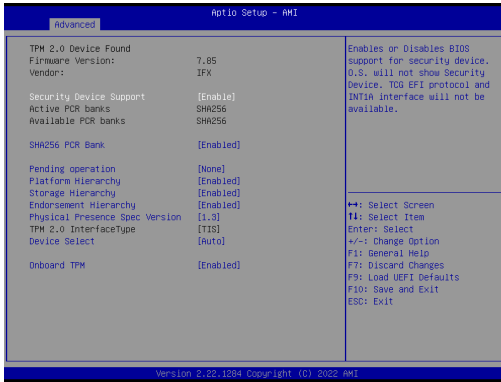 Aptio Setup - AMI
Advanced
TPM 2.0 Device Found
Firmware Version: 7.85
Vendor: IFX
Security Device Support [Enable]
Active PCR banks SHA256
Available PCR banks SHA256
SHA256 PCR Bank [Enabled]
Pending operation [None]
Platform Hierarchy [Enabled]
Storage Hierarchy [Enabled]
Endorsement Hierarchy [Enabled]
Physical Presence Spec Version [1.3]
TPM 2.0 InterfaceType [TIS]
Device Select [Auto]
Onboard TPM [Enabled]
Enables or Disables BIOS
support for security device.
O.S. will not show Security
Device. TCG EFI protocol and
INT1A interface will not be
available.
↔: Select Screen
↑↓: Select Item
Enter: Select
+/-: Change Option
F1: General Help
F7: Discard Changes
F9: Load UEFI Defaults
F10: Save and Exit
ESC: Exit
Version 2.22.1284 Copyright (C) 2022 AMI